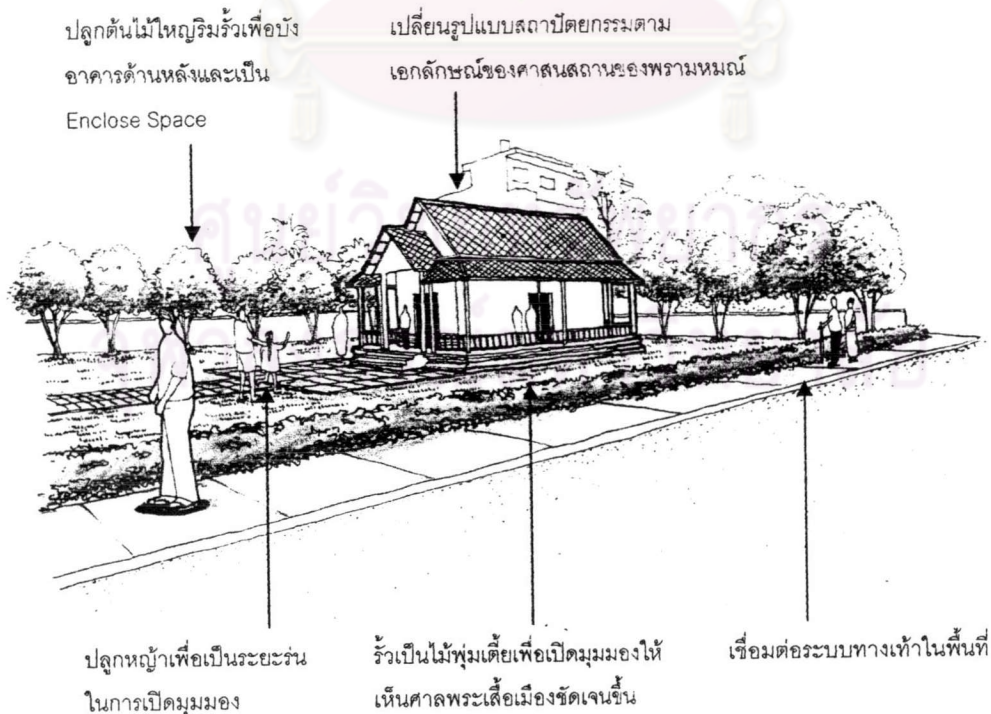 ปลูกต้นไม้ใหญ่ริมรั้วเพื่อบัง
อาคารด้านหลังและเป็น
Enclose Space
เปลี่ยนรูปแบบสถาปัตยกรรมตาม
เอกลักษณ์ของศาสนสถานของพราหมหมณ์
ปลูกหญ้าเพื่อเป็นระยะร่น
ในการเปิดมุมมอง
รั้วเป็นไม้พุ่มเตี้ยเพื่อเปิดมุมมองให้
เห็นศาลพระเสื้อเมืองชัดเจนขึ้น
เชื่อมต่อระบบทางเท้าในพื้นที่